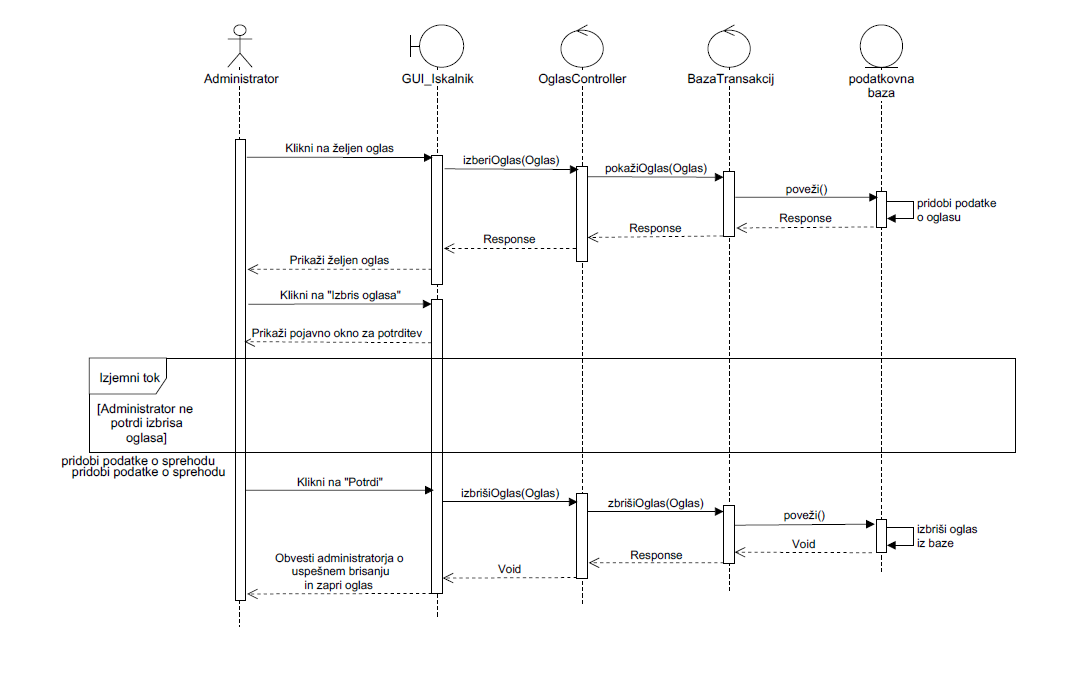 Administrator
GUI_Iskalnik
OglasController
BazaTransakcij
podatkovna
baza
Klikni na željen oglas
izberiOglas(Oglas)
pokažiOglas(Oglas)
poveži()
pridobi podatke
o oglasu
Response
Response
Response
Prikaži željen oglas
Klikni na "Izbris oglasa"
Prikaži pojavno okno za potrditev
Izjemni tok
[Administrator ne
potrdi izbrisa
oglasa]
pridobi podatke o sprehodu
pridobi podatke o sprehodu
Klikni na "Potrdi"
izbrišiOglas(Oglas)
zbrišiOglas(Oglas)
poveži()
izbriši oglas
iz baze
Void
Response
Void
Obvesti administratorja o
uspešnem brisanju
in zapri oglas